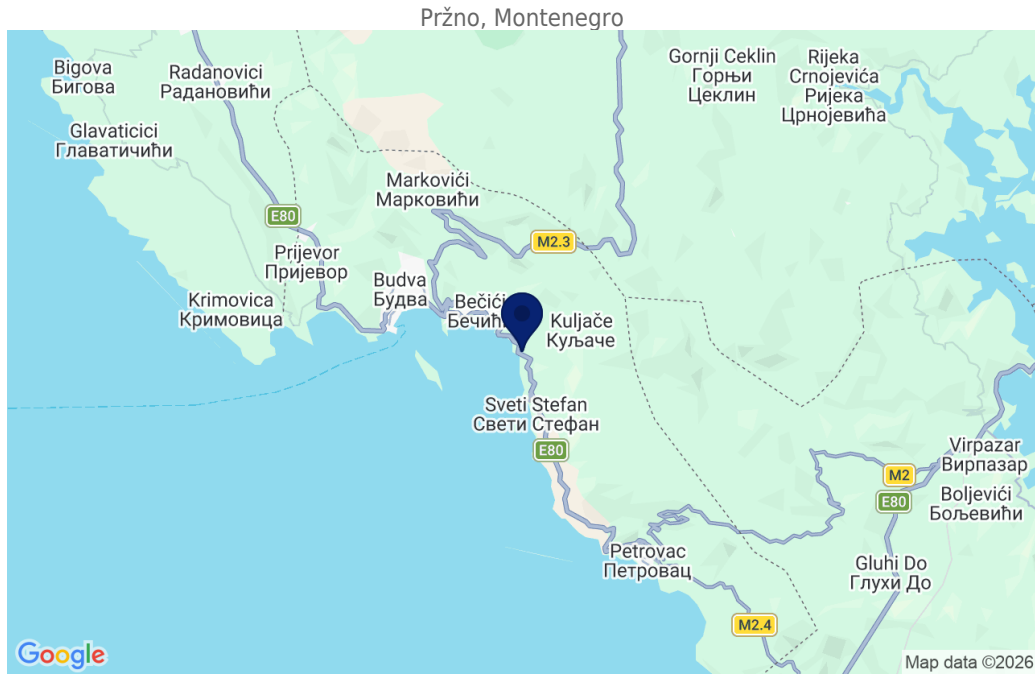 Pržno, Montenegro
Bigova
Бигова
Radanovici
Радановићи
Gornji Ceklin
Горњи
Цеклин
Rijeka
Crnojevića
Ријека
Црнојевића
Glavaticici
Главатичићи
Markovići
Марковићи
E80
M2.3
Prijevor
Пријевор
Budva
Будва
Krimovica
Кримовица
Bečići
Бечићи
Kuljače
Куљаче
Sveti Stefan
Свети Стефан
E80
Virpazar
Вирпазар
M2
E80
Boljevići
Бољевићи
Petrovac
Петровац
Gluhi Do
Глухи До
M2.4
Google
Map data ©2026